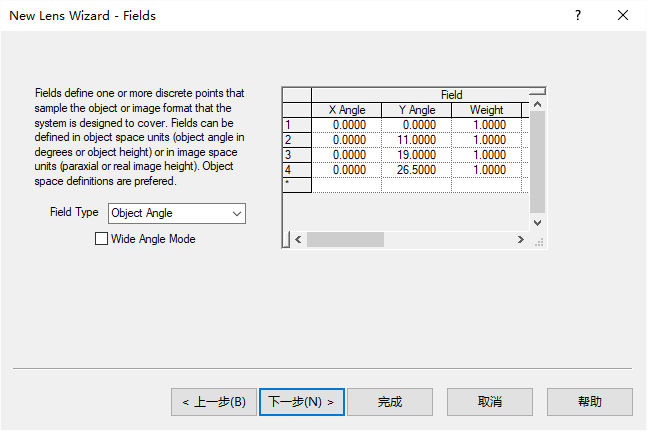 New Lens Wizard - Fields
?
Fields define one or more discrete points that
sample the object or image format that the
system is designed to cover. Fields can be
defined in object space units (object angle in
degrees or object height) or in image space
units (paraxial or real image height). Object
space definitions are prefered.
Field Type Object Angle
Wide Angle Mode
Field
X Angle Y Angle Weight
1 0.0000 0.0000 1.0000
2 0.0000 11.0000 1.0000
3 0.0000 19.0000 1.0000
4 0.0000 26.5000 1.0000
*
< 上一步(B) 下一步(N) > 完成 取消 帮助